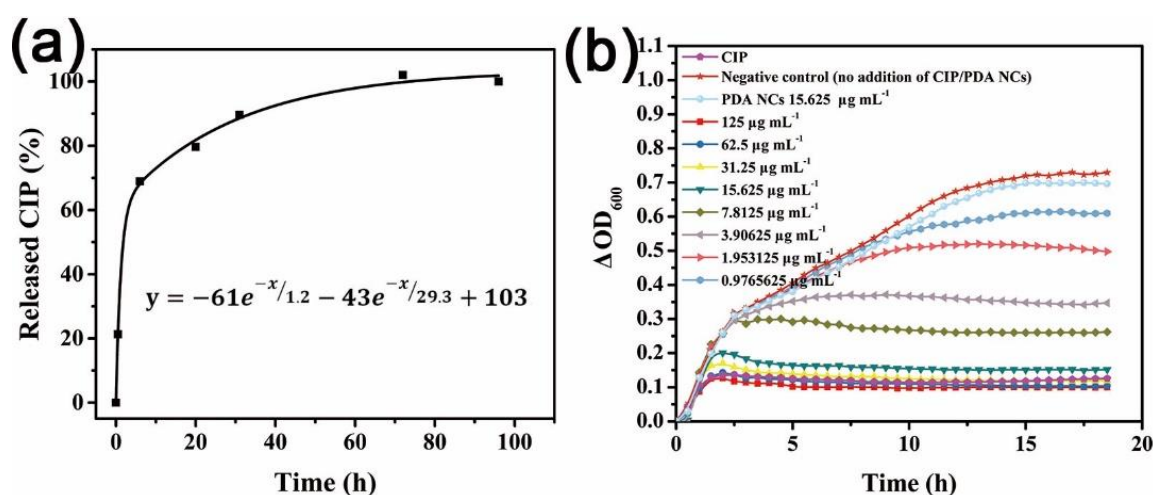 (a)
Released CIP (%)
100
80
60
40
20
0
y = −61e^{−x/1.2} − 43e^{−x/29.3} + 103
0 20 40 60 80 100
Time (h)
(b)
ΔOD600
1.1
1.0
0.9
0.8
0.7
0.6
0.5
0.4
0.3
0.2
0.1
0.0
CIP
Negative control (no addition of CIP/PDA NCs)
PDA NCs 15.625 µg mL-1
125 µg mL-1
62.5 µg mL-1
31.25 µg mL-1
15.625 µg mL-1
7.8125 µg mL-1
3.90625 µg mL-1
1.953125 µg mL-1
0.9765625 µg mL-1
0 5 10 15 20
Time (h)